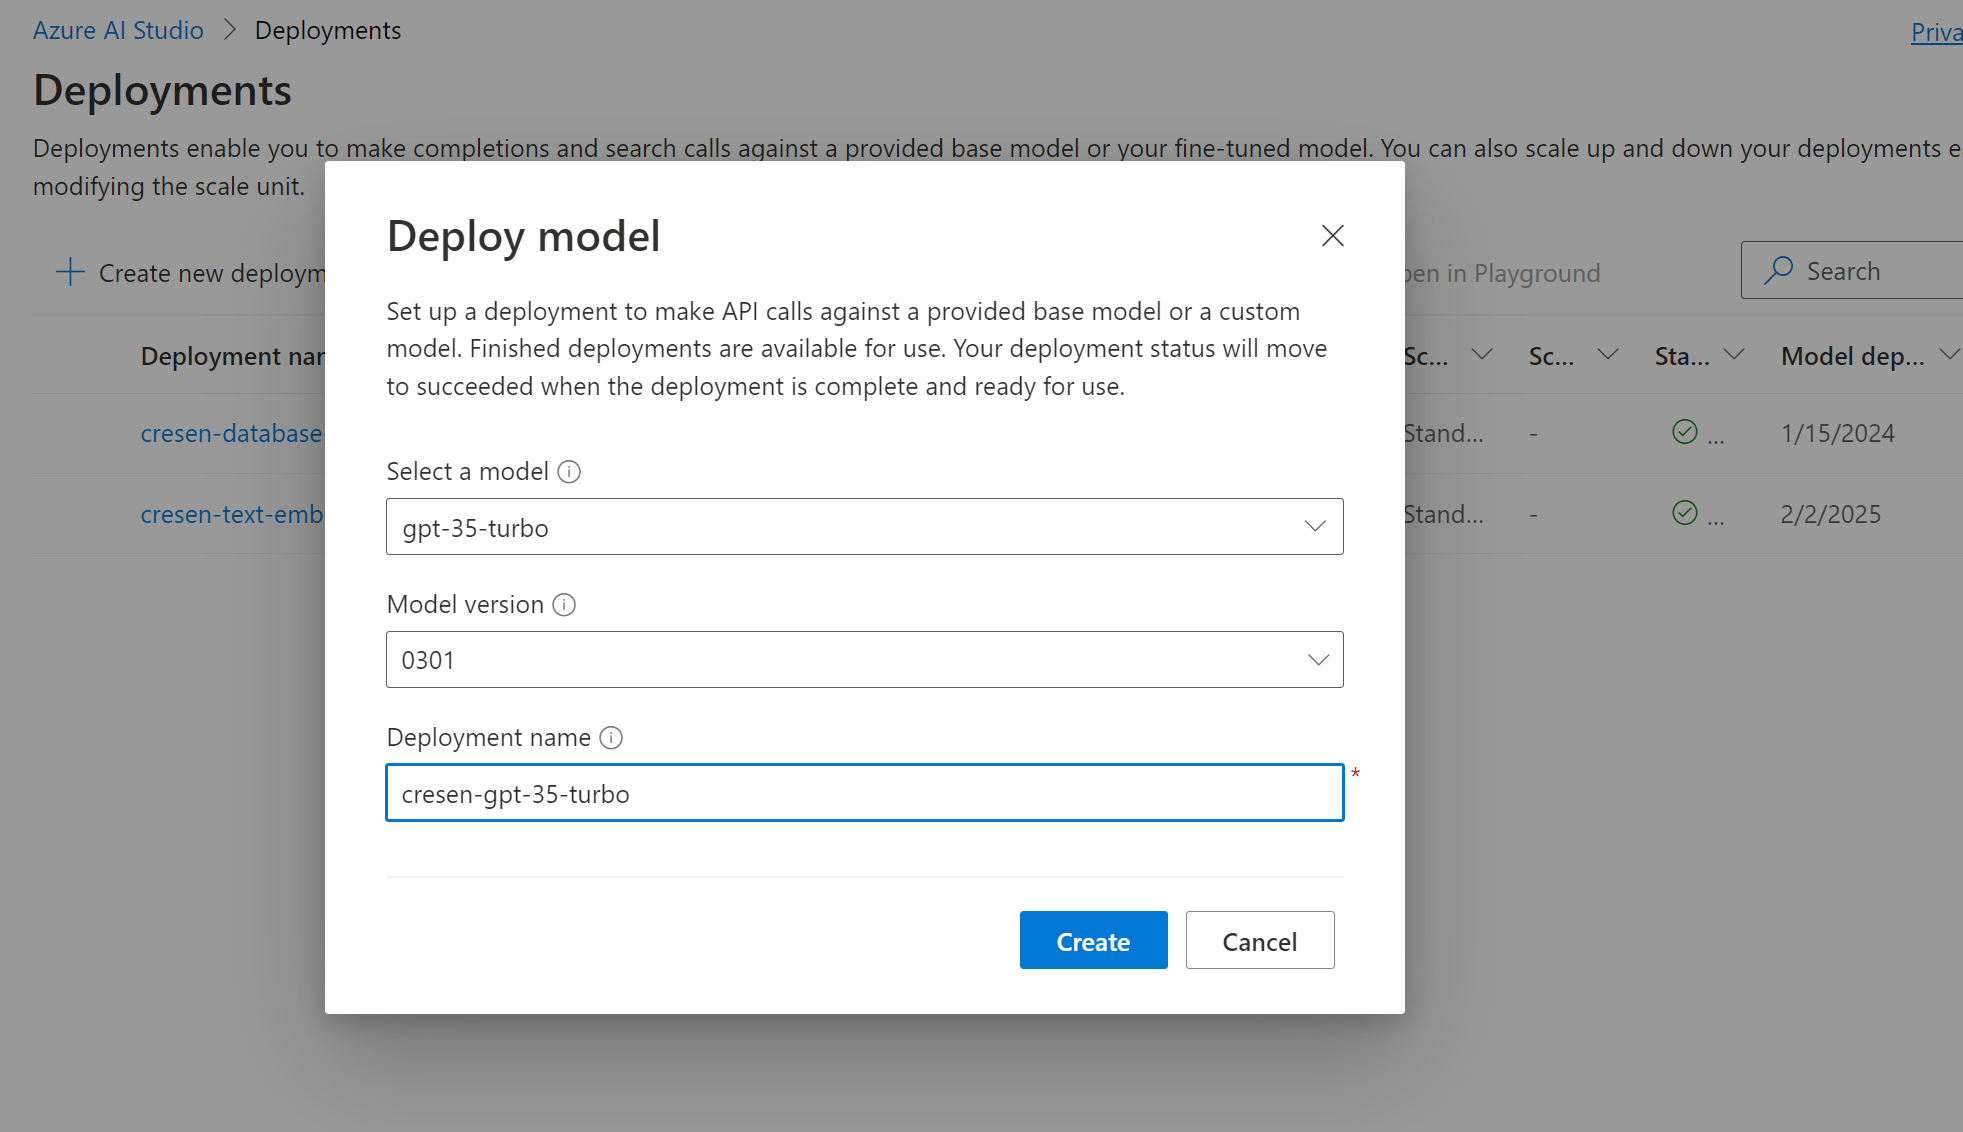 Azure AI Studio > Deployments
Priva
Deployments
Deployments enable you to make completions and search calls against a provided base model or your fine-tuned model. You can also scale up and down your deployments e
modifying the scale unit.
Create new deploym
pen in Playground
Search
Deployment nar
Sc...
Sc...
Sta...
Model dep...
cresen-database-
Stand...
-
...
1/15/2024
cresen-text-emb
Stand...
-
...
2/2/2025
Deploy model
Set up a deployment to make API calls against a provided base model or a custom
model. Finished deployments are available for use. Your deployment status will move
to succeeded when the deployment is complete and ready for use.
Select a model
gpt-35-turbo
Model version
0301
Deployment name
cresen-gpt-35-turbo
*
Create
Cancel